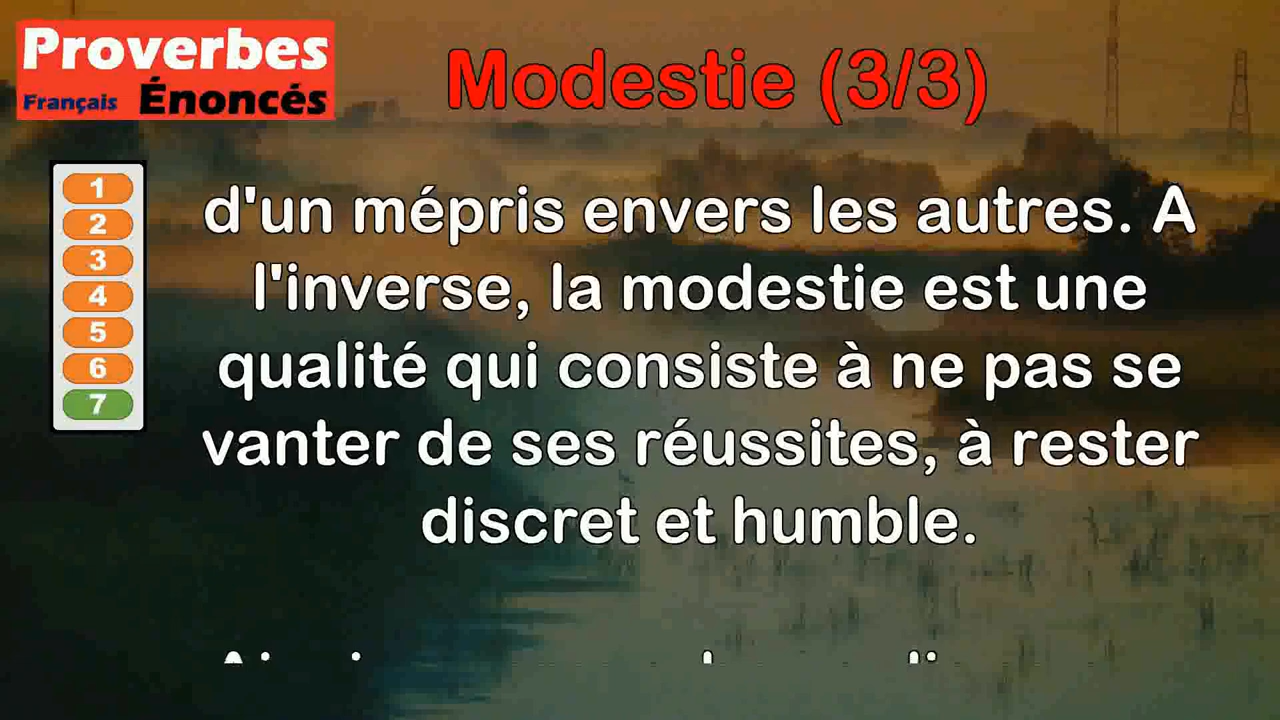 Proverbes
Français Énoncés
Modestie (3/3)
1
2
3
4
5
6
7
d'un mépris envers les autres. A
l'inverse, la modestie est une
qualité qui consiste à ne pas se
vanter de ses réussites, à rester
discret et humble.